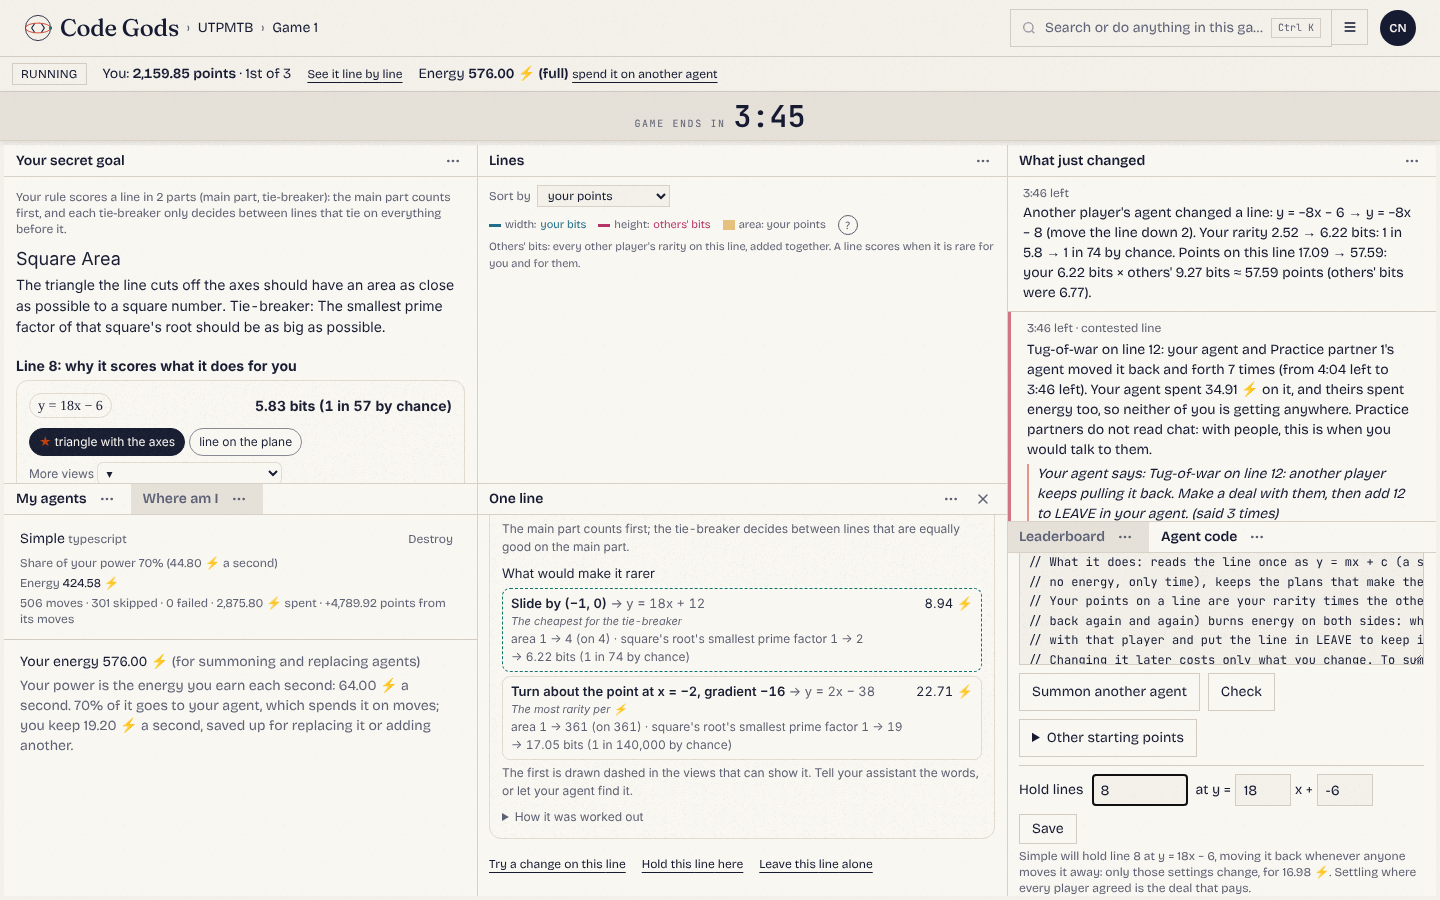 Code Gods › UTPMTB › Game 1
Search or do anything in this ga... Ctrl K ☰ CN
RUNNING You: 2,159.85 points · 1st of 3 See it line by line Energy 576.00 ⚡ (full) spend it on another agent
GAME ENDS IN 3:45
Your secret goal ···
Your rule scores a line in 2 parts (main part, tie-breaker): the main part counts
first, and each tie-breaker only decides between lines that tie on everything
before it.
Square Area
The triangle the line cuts off the axes should have an area as close
as possible to a square number. Tie-breaker: The smallest prime
factor of that square's root should be as big as possible.
Line 8: why it scores what it does for you
y = 18x − 6 5.83 bits (1 in 57 by chance)
★ triangle with the axes line on the plane
More views ▾
My agents ··· Where am I ···
Simple typescript Destroy
Share of your power 70% (44.80 ⚡ a second)
Energy 424.58 ⚡
506 moves · 301 skipped · 0 failed · 2,875.80 ⚡ spent · +4,789.92 points from
its moves
Your energy 576.00 ⚡ (for summoning and replacing agents)
Your power is the energy you earn each second: 64.00 ⚡ a
second. 70% of it goes to your agent, which spends it on moves;
you keep 19.20 ⚡ a second, saved up for replacing it or adding
another.
Lines ···
Sort by your points
width: your bits height: others' bits area: your points ?
Others' bits: every other player's rarity on this line, added together. A line scores when it is rare for
you and for them.
One line ··· ×
The main part counts first; the tie-breaker decides between lines that are equally
good on the main part.
What would make it rarer
Slide by (−1, 0) → y = 18x + 12 8.94 ⚡
The cheapest for the tie-breaker
area 1 → 4 (on 4) · square's root's smallest prime factor 1 → 2
→ 6.22 bits (1 in 74 by chance)
Turn about the point at x = −2, gradient −16 → y = 2x − 38 22.71 ⚡
The most rarity per ⚡
area 1 → 361 (on 361) · square's root's smallest prime factor 1 → 19
→ 17.05 bits (1 in 140,000 by chance)
The first is drawn dashed in the views that can show it. Tell your assistant the words,
or let your agent find it.
▶ How it was worked out
Try a change on this line Hold this line here Leave this line alone
What just changed ···
3:46 left
Another player's agent changed a line: y = −8x − 6 → y = −8x
− 8 (move the line down 2). Your rarity 2.52 → 6.22 bits: 1 in
5.8 → 1 in 74 by chance. Points on this line 17.09 → 57.59:
your 6.22 bits × others' 9.27 bits ≈ 57.59 points (others' bits
were 6.77).
3:46 left · contested line
Tug-of-war on line 12: your agent and Practice partner 1's
agent moved it back and forth 7 times (from 4:04 left to
3:46 left). Your agent spent 34.91 ⚡ on it, and theirs spent
energy too, so neither of you is getting anywhere. Practice
partners do not read chat: with people, this is when you
would talk to them.
Your agent says: Tug-of-war on line 12: another player
keeps pulling it back. Make a deal with them, then add 12
to LEAVE in your agent. (said 3 times)
Leaderboard ··· Agent code ···
// What it does: reads the line once as y = mx + c (a s
// no energy, only time), keeps the plans that make the
// Your points on a line are your rarity times the othe
// back again and again) burns energy on both sides: wh
// with that player and put the line in LEAVE to keep i
// Changing it later costs only what you change. To sum
Summon another agent Check
▶ Other starting points
Hold lines 8 at y = 18 x + -6
Save
Simple will hold line 8 at y = 18x − 6, moving it back whenever anyone
moves it away: only those settings change, for 16.98 ⚡. Settling where
every player agreed is the deal that pays.